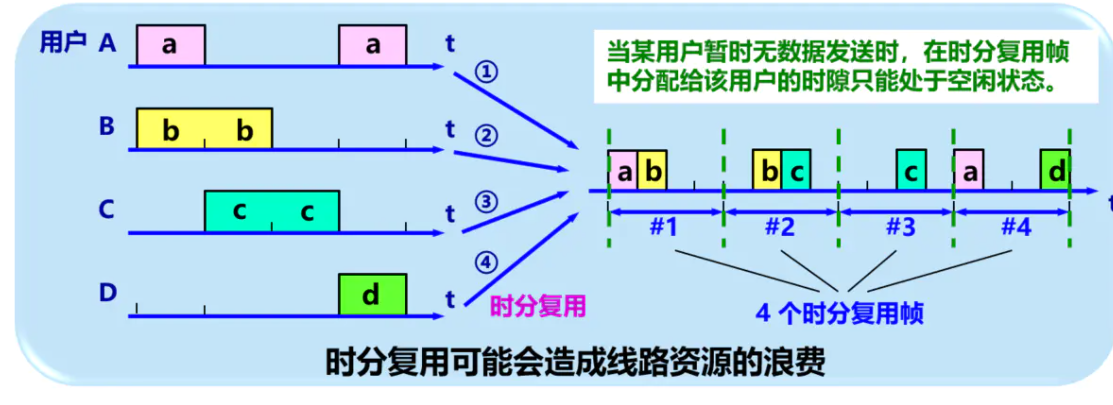 用户 A a a t
①
B b b t
②
C c c t
③
D d t
④
时分复用
当某用户暂时无数据发送时，在时分复用帧
中分配给该用户的时隙只能处于空闲状态。
a b b c c a d
t
#1 #2 #3 #4
4 个时分复用帧
时分复用可能会造成线路资源的浪费